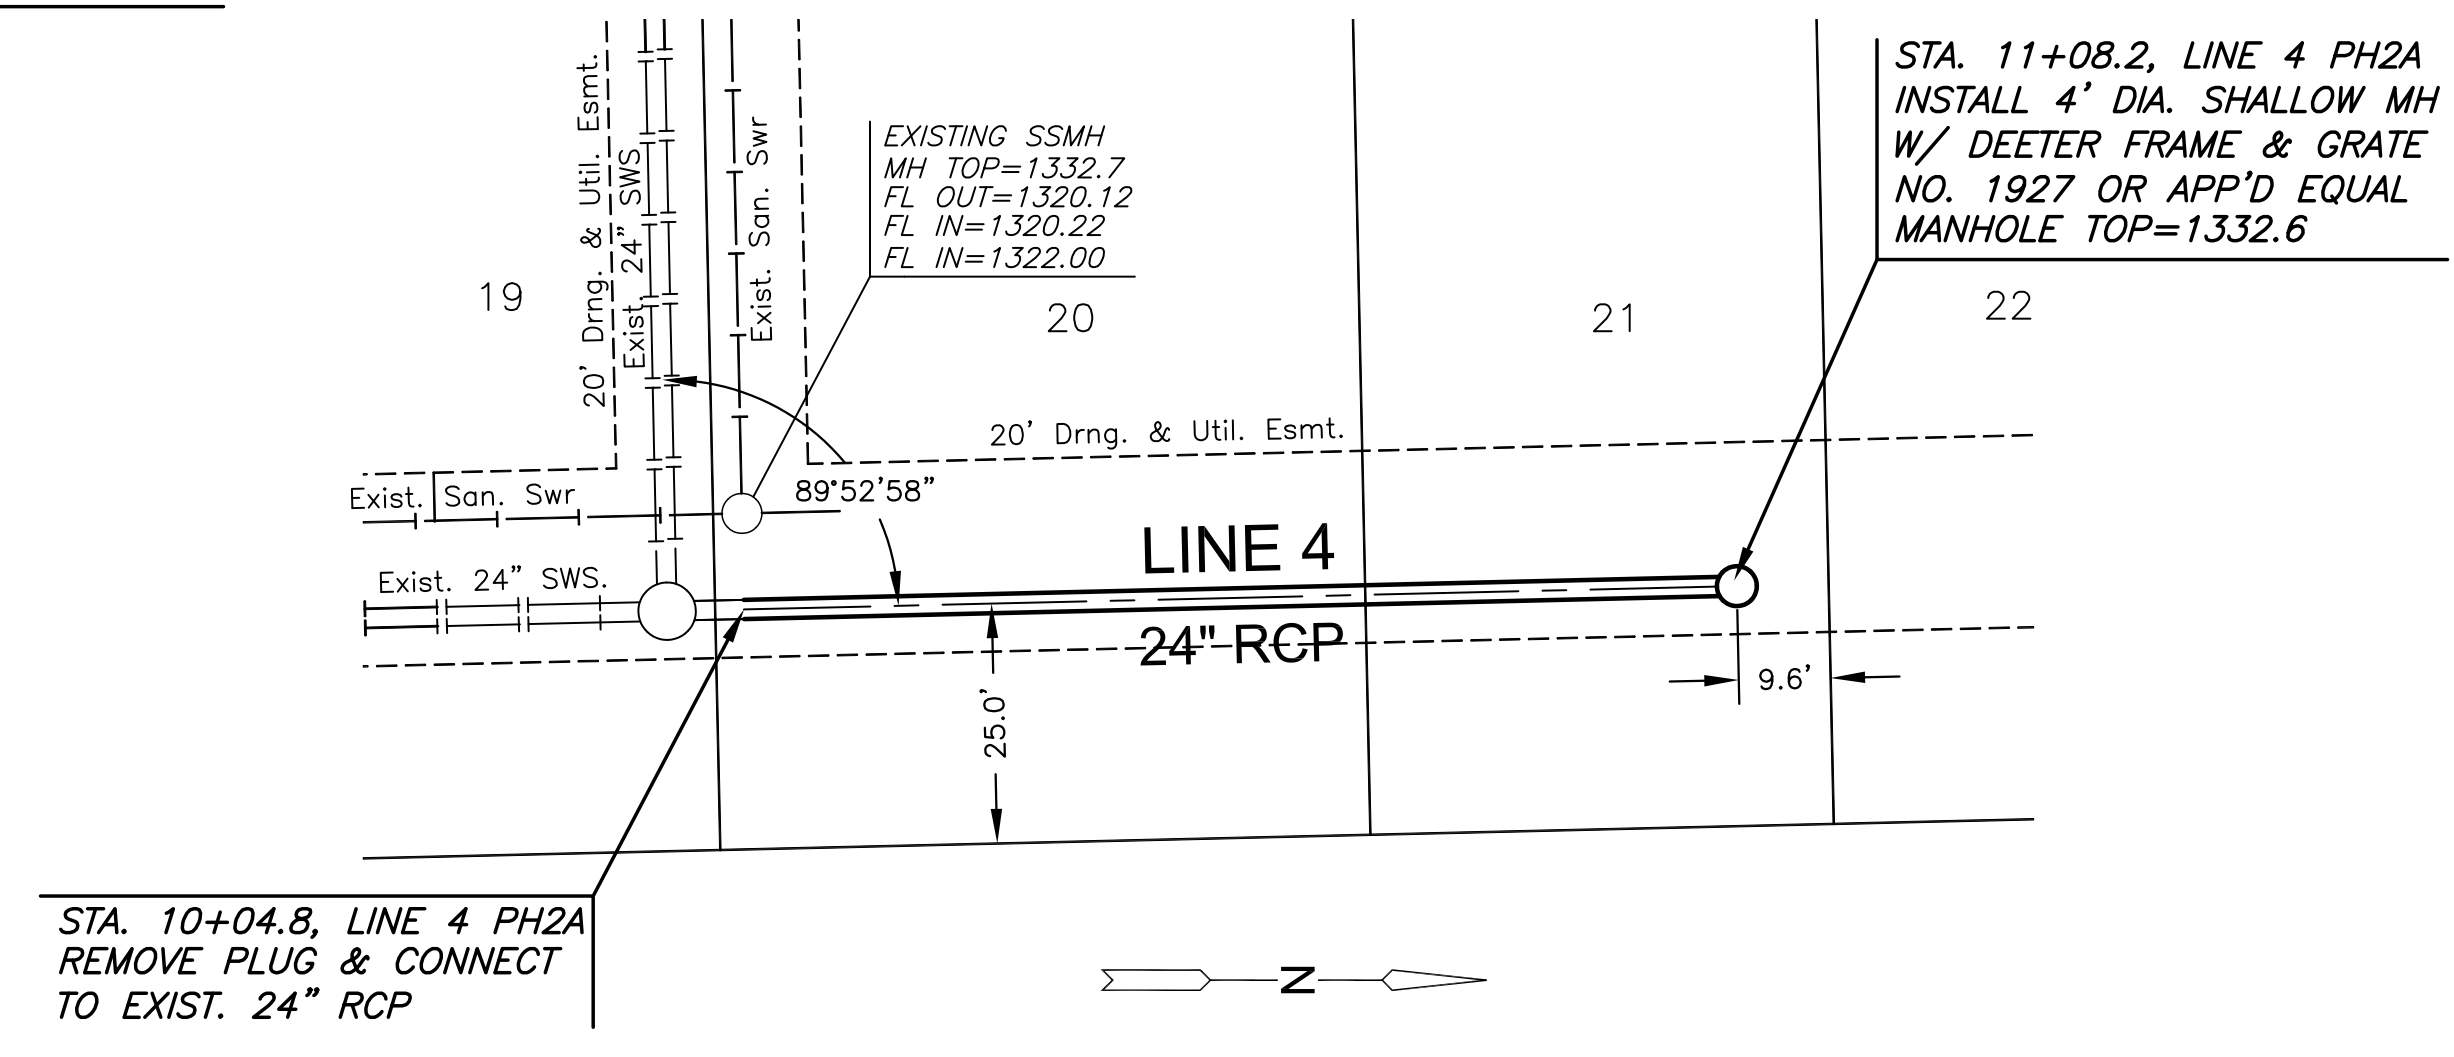 STA. 11+08.2, LINE 4 PH2A
INSTALL 4' DIA. SHALLOW MH
W/ DEETER FRAME & GRATE
NO. 1927 OR APP'D EQUAL
MANHOLE TOP=1332.6
EXISTING SSMH
MH TOP=1332.7
FL OUT=1320.12
FL IN=1320.22
FL IN=1322.00
20' Drng. & Util. Esmt.
Exist. 24" SWS
Exist. San. Swr
19
20
21
22
20' Drng. & Util. Esmt.
Exist. San. Swr
89°52'58"
LINE 4
Exist. 24" SWS.
24" RCP
9.6'
25.0'
STA. 10+04.8, LINE 4 PH2A
REMOVE PLUG & CONNECT
TO EXIST. 24" RCP
N